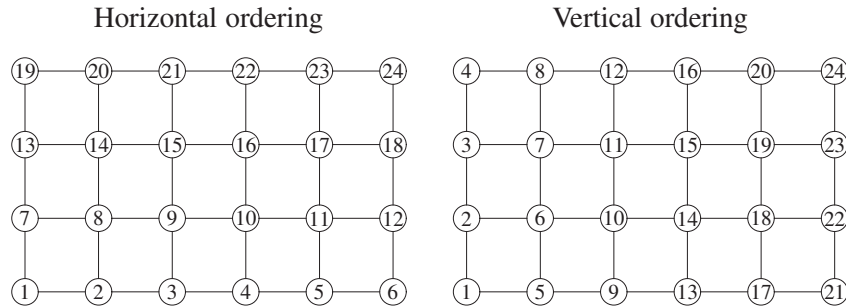 Horizontal ordering Vertical ordering
19 20 21 22 23 24 4 8 12 16 20 24
13 14 15 16 17 18 3 7 11 15 19 23
7 8 9 10 11 12 2 6 10 14 18 22
1 2 3 4 5 6 1 5 9 13 17 21